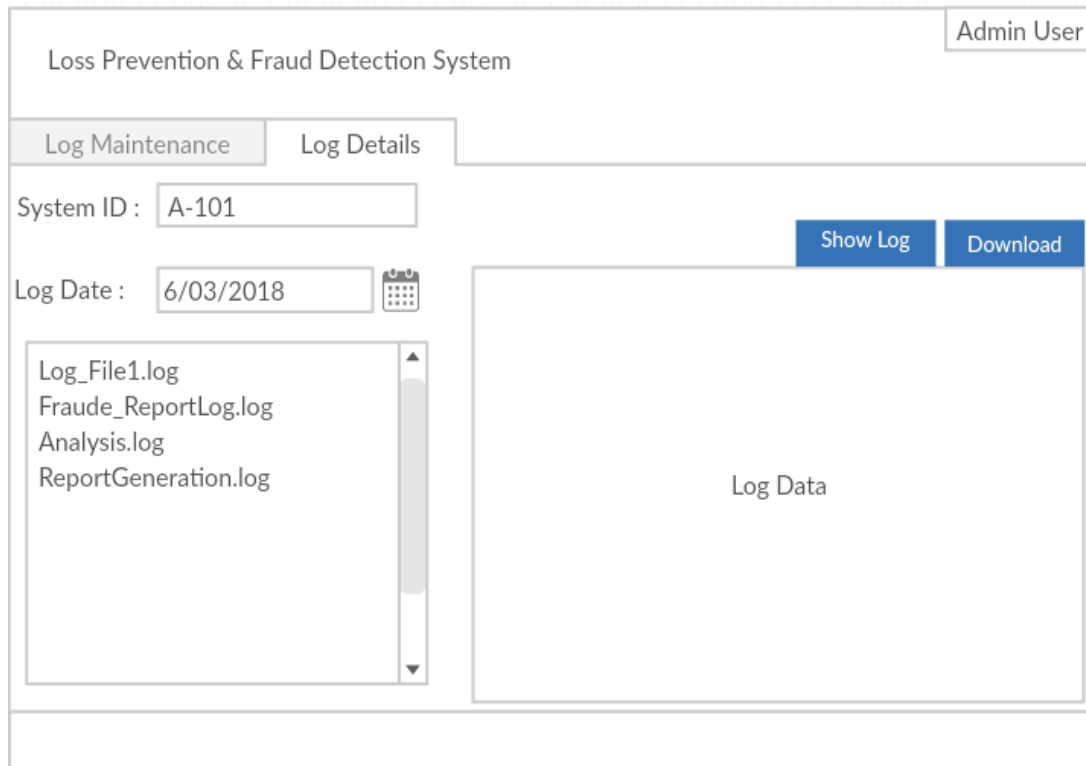 Admin User
Loss Prevention & Fraud Detection System
Log Maintenance
Log Details
System ID : A-101
Show Log
Download
Log Date : 6/03/2018
Log_File1.log
Fraude_ReportLog.log
Analysis.log
ReportGeneration.log
Log Data